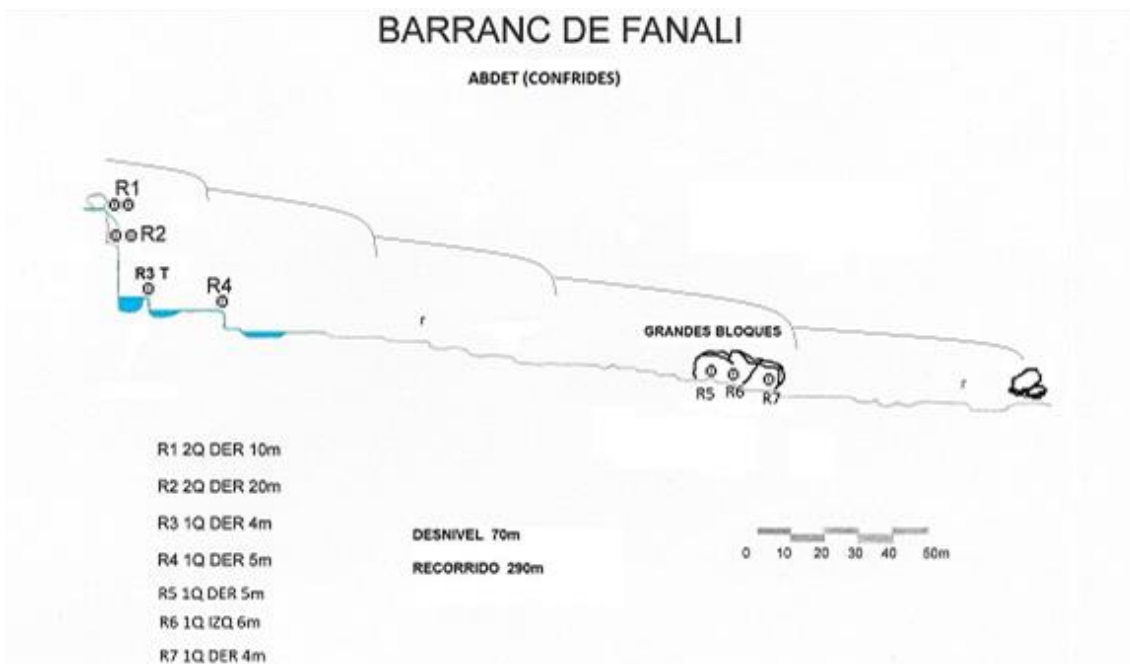 BARRANC DE FANALI
ABDET (CONFRIDES)
R1
R2
R3 T
R4
r
GRANDES BLOQUES
R5 R6 R7
r
R1 2Q DER 10m
R2 2Q DER 20m
R3 1Q DER 4m
R4 1Q DER 5m
R5 1Q DER 5m
R6 1Q IZQ 6m
R7 1Q DER 4m
DESNIVEL 70m
RECORRIDO 290m
0 10 20 30 40 50m